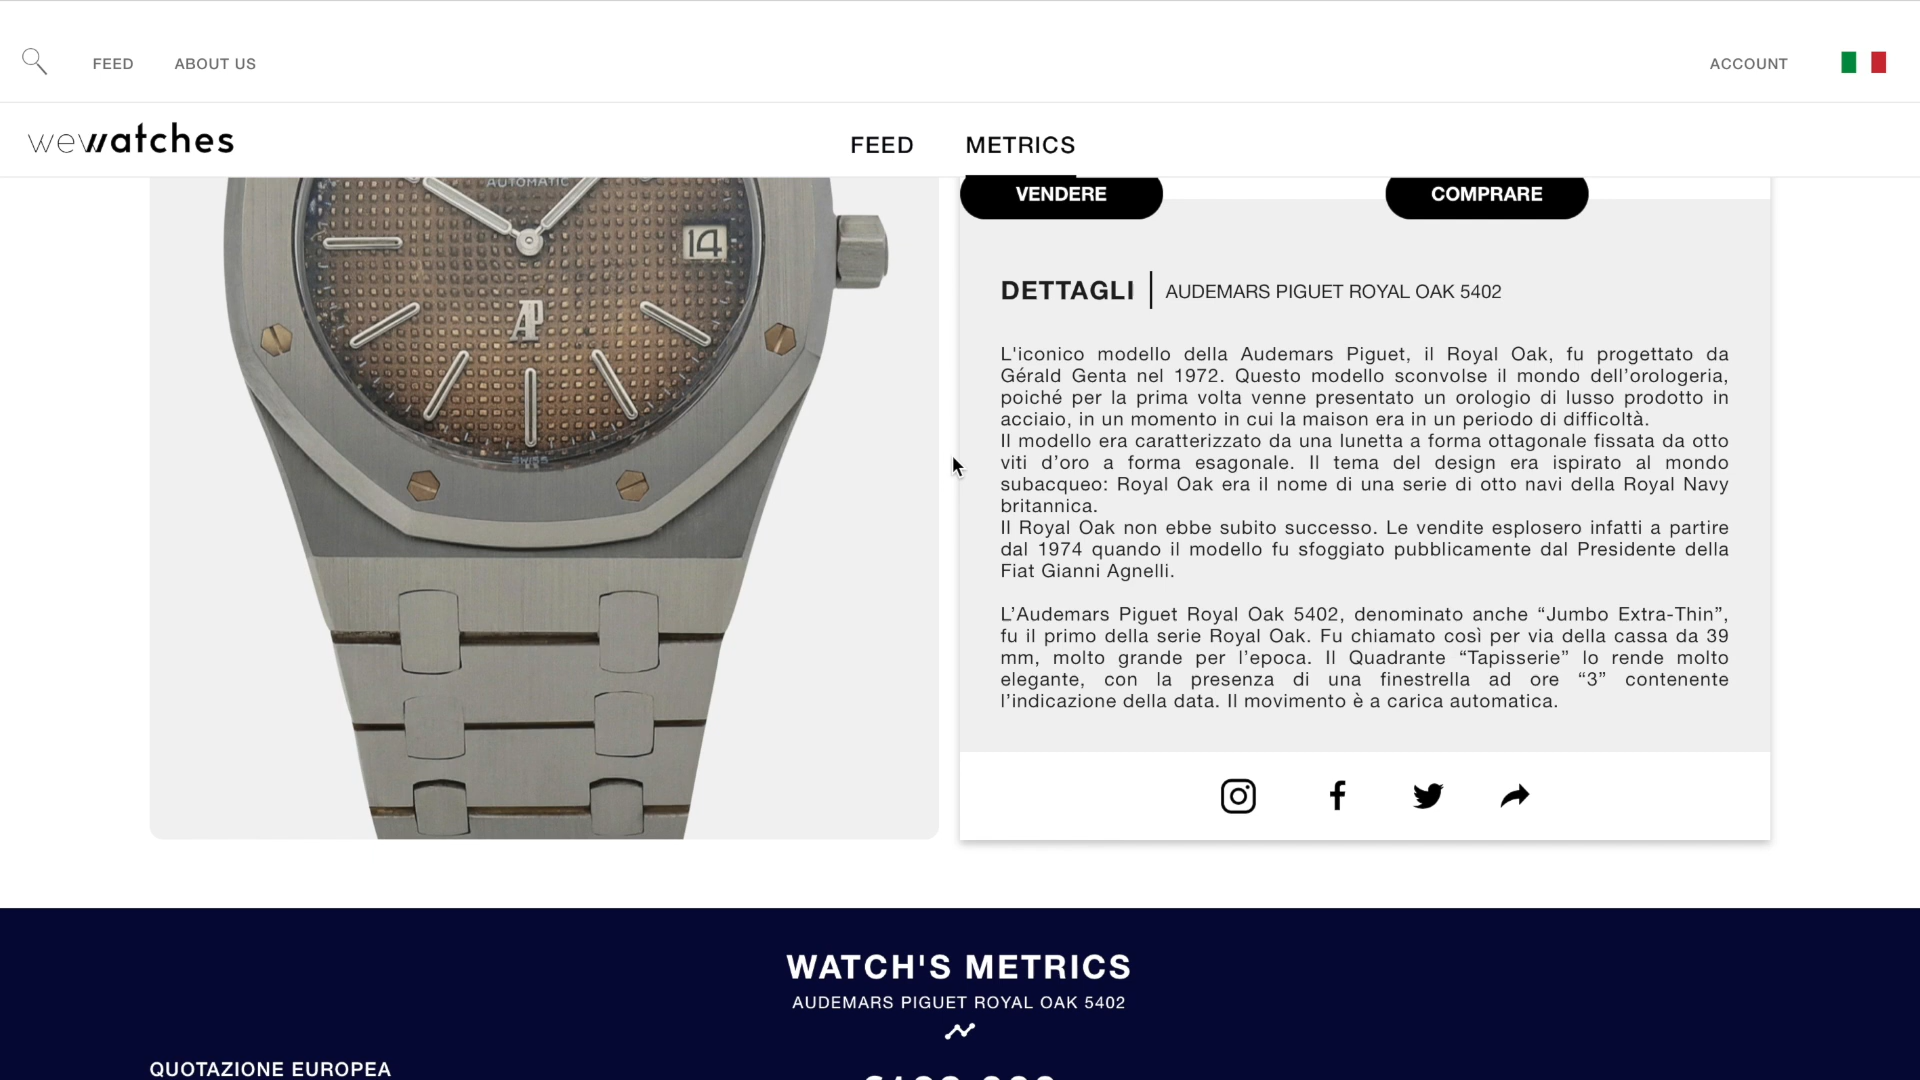 FEED
ABOUT US
ACCOUNT
wewatches
FEED
METRICS
AUTOMATIC
14
AP
SWISS
VENDERE
COMPRARE
DETTAGLI
AUDEMARS PIGUET ROYAL OAK 5402
L'iconico modello della Audemars Piguet, il Royal Oak, fu progettato da
Gérald Genta nel 1972. Questo modello sconvolse il mondo dell’orologeria,
poiché per la prima volta venne presentato un orologio di lusso prodotto in
acciaio, in un momento in cui la maison era in un periodo di difficoltà.
Il modello era caratterizzato da una lunetta a forma ottagonale fissata da otto
viti d’oro a forma esagonale. Il tema del design era ispirato al mondo
subacqueo: Royal Oak era il nome di una serie di otto navi della Royal Navy
britannica.
Il Royal Oak non ebbe subito successo. Le vendite esplosero infatti a partire
dal 1974 quando il modello fu sfoggiato pubblicamente dal Presidente della
Fiat Gianni Agnelli.
L’Audemars Piguet Royal Oak 5402, denominato anche “Jumbo Extra-Thin”,
fu il primo della serie Royal Oak. Fu chiamato così per via della cassa da 39
mm, molto grande per l’epoca. Il Quadrante “Tapisserie” lo rende molto
elegante, con la presenza di una finestrella ad ore “3” contenente
l’indicazione della data. Il movimento è a carica automatica.
WATCH'S METRICS
AUDEMARS PIGUET ROYAL OAK 5402
QUOTAZIONE EUROPEA